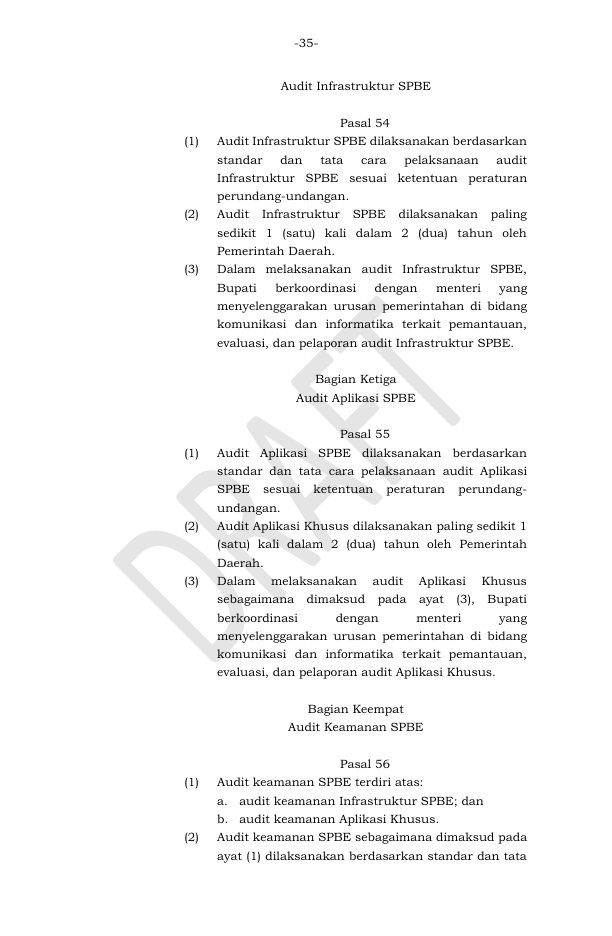 -35-
Audit Infrastruktur SPBE
Pasal 54
(1) Audit Infrastruktur SPBE dilaksanakan berdasarkan
standar dan tata cara pelaksanaan audit
Infrastruktur SPBE sesuai ketentuan peraturan
perundang-undangan.
(2) Audit Infrastruktur SPBE dilaksanakan paling
sedikit 1 (satu) kali dalam 2 (dua) tahun oleh
Pemerintah Daerah.
(3) Dalam melaksanakan audit Infrastruktur SPBE,
Bupati berkoordinasi dengan menteri yang
menyelenggarakan urusan pemerintahan di bidang
komunikasi dan informatika terkait pemantauan,
evaluasi, dan pelaporan audit Infrastruktur SPBE.
Bagian Ketiga
Audit Aplikasi SPBE
Pasal 55
(1) Audit Aplikasi SPBE dilaksanakan berdasarkan
standar dan tata cara pelaksanaan audit Aplikasi
SPBE sesuai ketentuan peraturan perundang-
undangan.
(2) Audit Aplikasi Khusus dilaksanakan paling sedikit 1
(satu) kali dalam 2 (dua) tahun oleh Pemerintah
Daerah.
(3) Dalam melaksanakan audit Aplikasi Khusus
sebagaimana dimaksud pada ayat (3), Bupati
berkoordinasi dengan menteri yang
menyelenggarakan urusan pemerintahan di bidang
komunikasi dan informatika terkait pemantauan,
evaluasi, dan pelaporan audit Aplikasi Khusus.
Bagian Keempat
Audit Keamanan SPBE
Pasal 56
(1) Audit keamanan SPBE terdiri atas:
a. audit keamanan Infrastruktur SPBE; dan
b. audit keamanan Aplikasi Khusus.
(2) Audit keamanan SPBE sebagaimana dimaksud pada
ayat (1) dilaksanakan berdasarkan standar dan tata
DRAFT